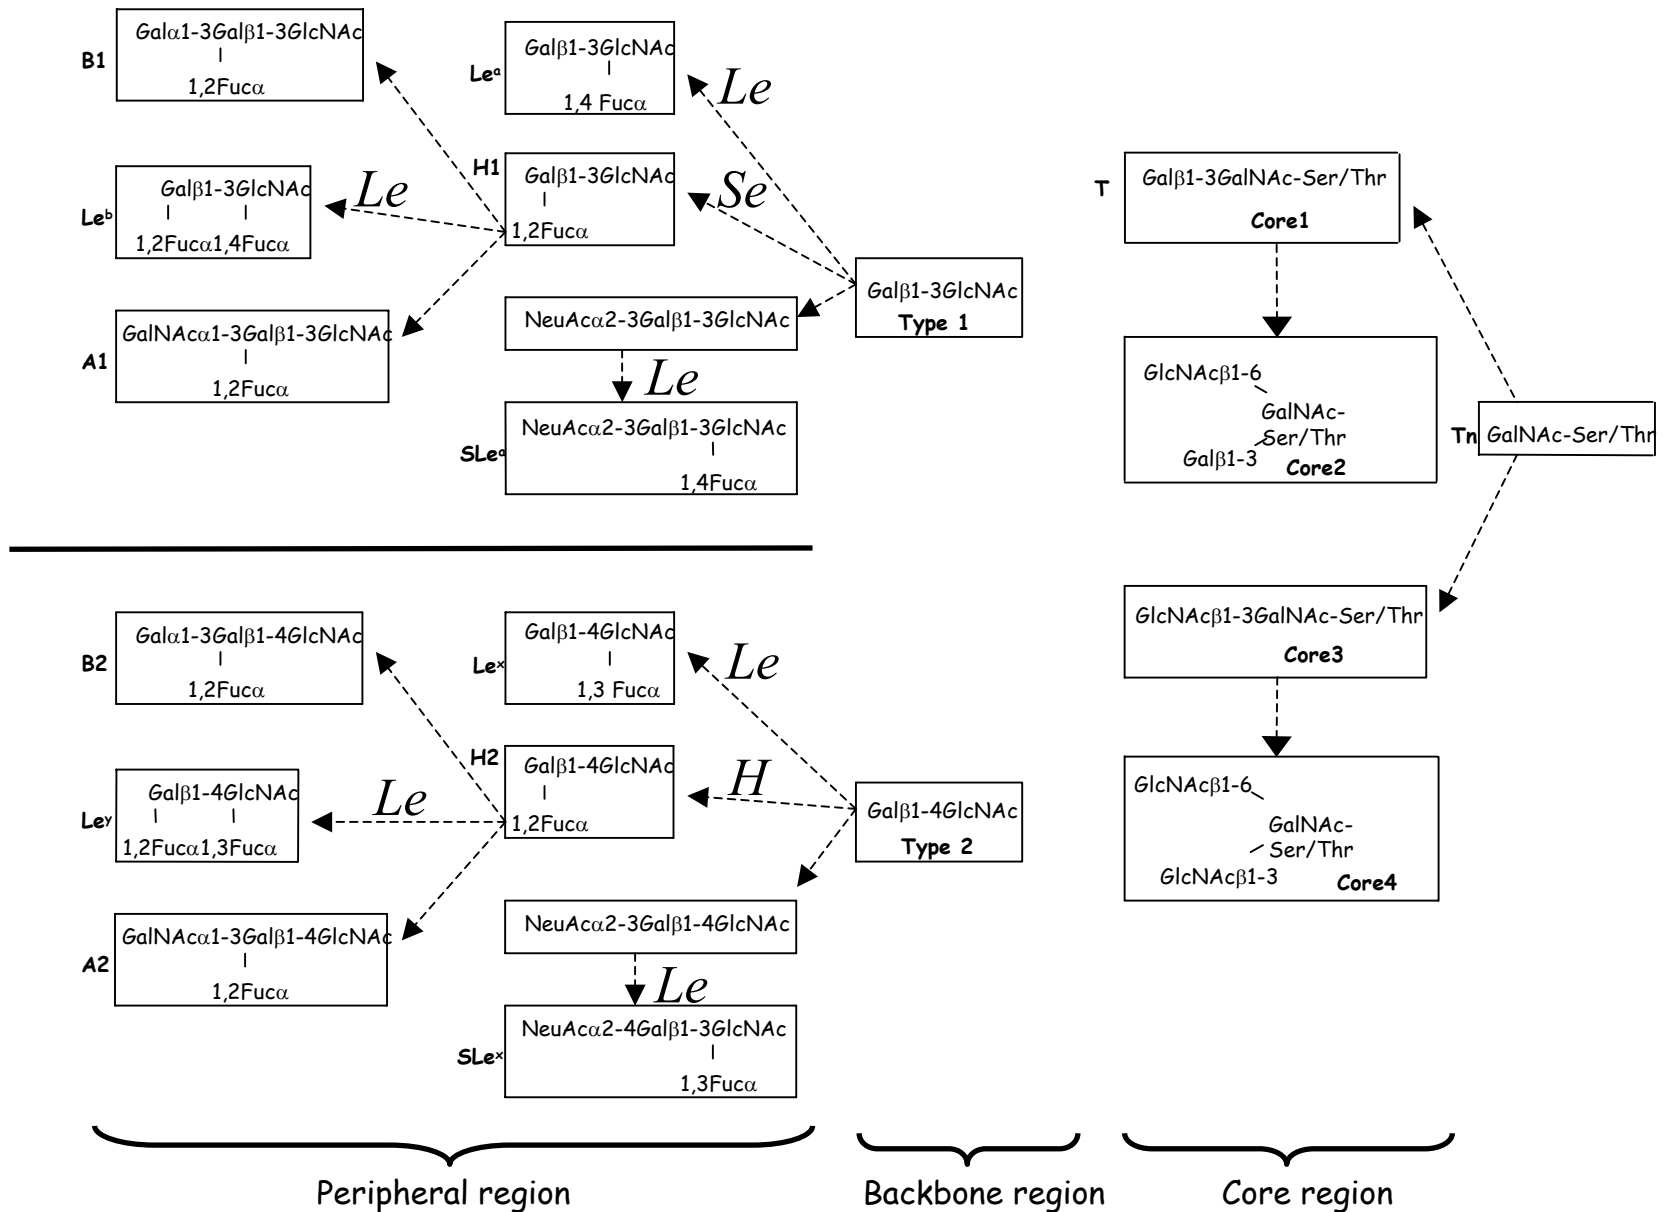 B1
Galα1-3Galβ1-3GlcNAc
1,2Fucα
Leᵃ
Galβ1-3GlcNAc
1,4 Fucα
Le
Leᵇ
Galβ1-3GlcNAc
1,2Fucα1,4Fucα
Le
H1
Galβ1-3GlcNAc
1,2Fucα
Se
A1
GalNAcα1-3Galβ1-3GlcNAc
1,2Fucα
NeuAcα2-3Galβ1-3GlcNAc
Le
SLeᵃ
NeuAcα2-3Galβ1-3GlcNAc
1,4Fucα
Galβ1-3GlcNAc
Type 1
T
Galβ1-3GalNAc-Ser/Thr
Core1
GlcNAcβ1-6
GalNAc-
Ser/Thr
Galβ1-3
Core2
Tn
GalNAc-Ser/Thr
B2
Galα1-3Galβ1-4GlcNAc
1,2Fucα
Leˣ
Galβ1-4GlcNAc
1,3 Fucα
Le
Leʸ
Galβ1-4GlcNAc
1,2Fucα1,3Fucα
Le
H2
Galβ1-4GlcNAc
1,2Fucα
H
A2
GalNAcα1-3Galβ1-4GlcNAc
1,2Fucα
NeuAcα2-3Galβ1-4GlcNAc
Le
SLeˣ
NeuAcα2-4Galβ1-3GlcNAc
1,3Fucα
Galβ1-4GlcNAc
Type 2
GlcNAcβ1-3GalNAc-Ser/Thr
Core3
GlcNAcβ1-6
GalNAc-
Ser/Thr
GlcNAcβ1-3
Core4
Peripheral region
Backbone region
Core region